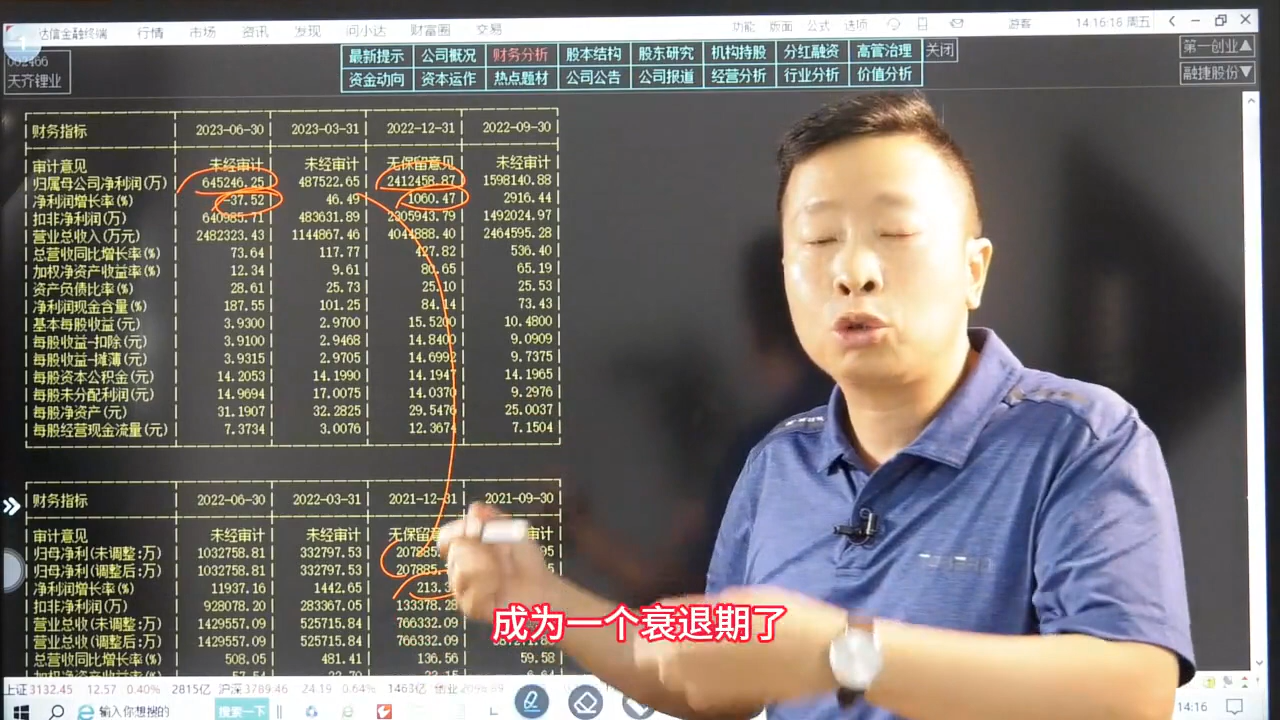 达信金融终端 行情 市场 资讯 发现 问小达 财富圈 交易 功能 版面 公式 选项 游客 14:16:16 周五
002466
天齐锂业
最新提示 公司概况 财务分析 股本结构 股东研究 机构持股 分红融资 高管治理 关闭
资金动向 资本运作 热点题材 公司公告 公司报道 经营分析 行业分析 价值分析
第一创业▲
融捷股份▼
财务指标 2023-06-30 2023-03-31 2022-12-31 2022-09-30
审计意见 未经审计 未经审计 无保留意见 未经审计
归属母公司净利润(万) 645246.25 487522.65 2412458.87 1598140.88
净利润增长率(%) -37.52 46.49 1060.47 2916.44
扣非净利润(万) 640985.71 483631.89 2305943.79 1492024.97
营业总收入(万元) 2482323.43 1144867.46 4044888.40 2464595.28
总营收同比增长率(%) 73.64 117.77 427.82 536.40
加权净资产收益率(%) 12.34 9.61 80.65 65.19
资产负债比率(%) 28.61 25.73 25.10 25.53
净利润现金含量(%) 187.55 101.25 84.14 73.43
基本每股收益(元) 3.9300 2.9700 15.5200 10.4800
每股收益-扣除(元) 3.9100 2.9468 14.8400 9.0909
每股收益-摊薄(元) 3.9315 2.9705 14.6992 9.7375
每股资本公积金(元) 14.2053 14.1990 14.1947 14.1965
每股未分配利润(元) 14.9694 17.0075 14.0370 9.2976
每股净资产(元) 31.1907 32.2825 29.5476 25.0037
每股经营现金流量(元) 7.3734 3.0076 12.3674 7.1504
财务指标 2022-06-30 2022-03-31 2021-12-31 2021-09-30
审计意见 未经审计 未经审计 无保留意 审计
归母净利(未调整:万) 1032758.81 332797.53 207885. 95
归母净利(调整后:万) 1032758.81 332797.53 207885.
净利润增长率(%) 11937.16 1442.65 213.3
扣非净利润(万) 928078.20 283367.05 133378.28
营业总收(未调整:万) 1429557.09 525715.84 766332.09
营业总收(调整后:万) 1429557.09 525715.84 766332.09
总营收同比增长率(%) 508.05 481.41 136.56 59.58
成为一个衰退期了
上证3132.45 12.57 0.40% 2815亿 沪深3789.46 24.19 0.64% 1463亿
输入你想搜的 搜索一下 14:16